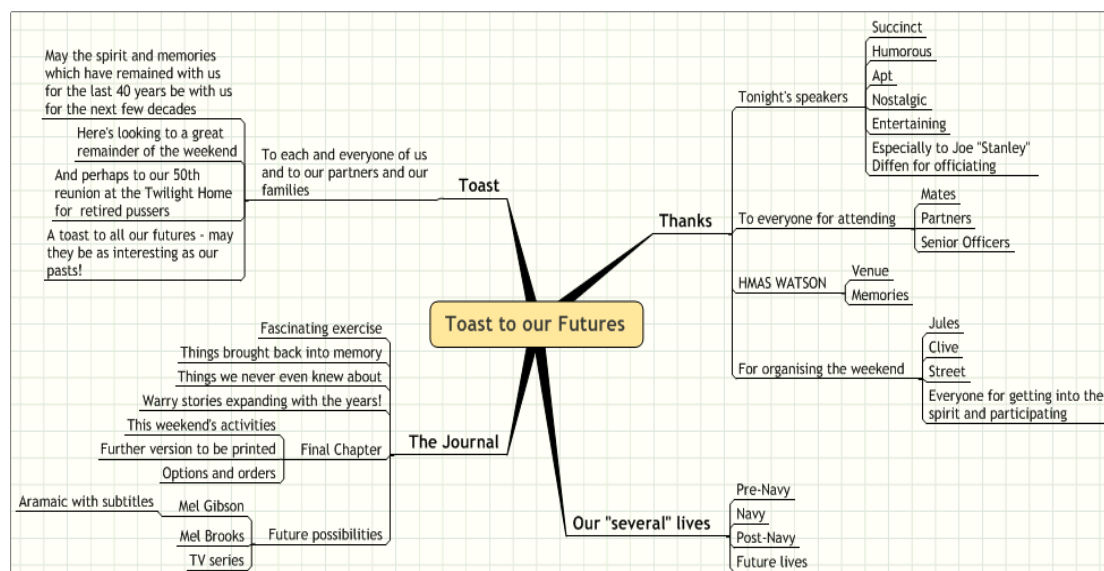 Toast to our Futures
Thanks
Tonight's speakers
Succinct
Humorous
Apt
Nostalgic
Entertaining
Especially to Joe "Stanley"
Diffen for officiating
To everyone for attending
Mates
Partners
Senior Officers
HMAS WATSON
Venue
Memories
For organising the weekend
Jules
Clive
Street
Everyone for getting into the
spirit and participating
Our "several" lives
Pre-Navy
Navy
Post-Navy
Future lives
The Journal
Fascinating exercise
Things brought back into memory
Things we never even knew about
Warry stories expanding with the years!
Final Chapter
This weekend's activities
Further version to be printed
Options and orders
Future possibilities
Mel Gibson
Aramaic with subtitles
Mel Brooks
TV series
Toast
To each and everyone of us
and to our partners and our
families
May the spirit and memories
which have remained with us
for the last 40 years be with us
for the next few decades
Here's looking to a great
remainder of the weekend
And perhaps to our 50th
reunion at the Twilight Home
for retired pussers
A toast to all our futures - may
they be as interesting as our
pasts!